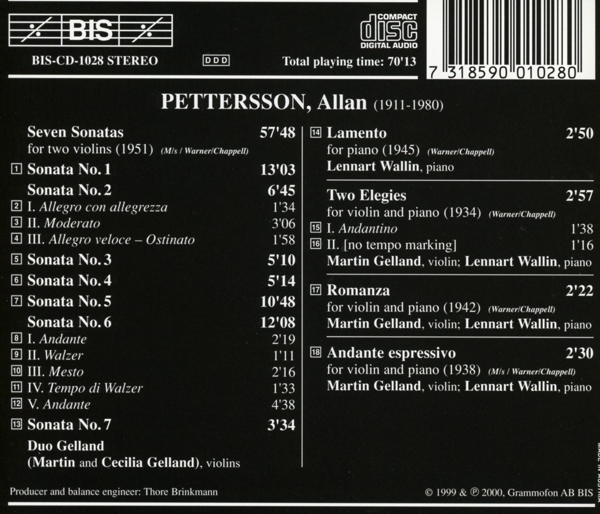 BIS
COMPACT
disc
DIGITAL AUDIO
BIS-CD-1028 STEREO
DDD
Total playing time: 70'13
7 318590 010280
PETTERSSON, Allan (1911-1980)
Seven Sonatas 57'48
for two violins (1951) (M/s / Warner/Chappell)
1 Sonata No. 1 13'03
Sonata No. 2 6'45
2 I. Allegro con allegrezza 1'34
3 II. Moderato 3'06
4 III. Allegro veloce – Ostinato 1'58
5 Sonata No. 3 5'10
6 Sonata No. 4 5'14
7 Sonata No. 5 10'48
Sonata No. 6 12'08
8 I. Andante 2'19
9 II. Walzer 1'11
10 III. Mesto 2'16
11 IV. Tempo di Walzer 1'33
12 V. Andante 4'38
13 Sonata No. 7 3'34
Duo Gelland
(Martin and Cecilia Gelland), violins
14 Lamento 2'50
for piano (1945) (Warner/Chappell)
Lennart Wallin, piano
Two Elegies 2'57
for violin and piano (1934) (Warner/Chappell)
15 I. Andantino 1'38
16 II. [no tempo marking] 1'16
Martin Gelland, violin; Lennart Wallin, piano
17 Romanza 2'22
for violin and piano (1942) (Warner/Chappell)
Martin Gelland, violin; Lennart Wallin, piano
18 Andante espressivo 2'30
for violin and piano (1938) (M/s / Warner/Chappell)
Martin Gelland, violin; Lennart Wallin, piano
Producer and balance engineer: Thore Brinkmann
© 1999 & ℗ 2000, Grammofon AB BIS